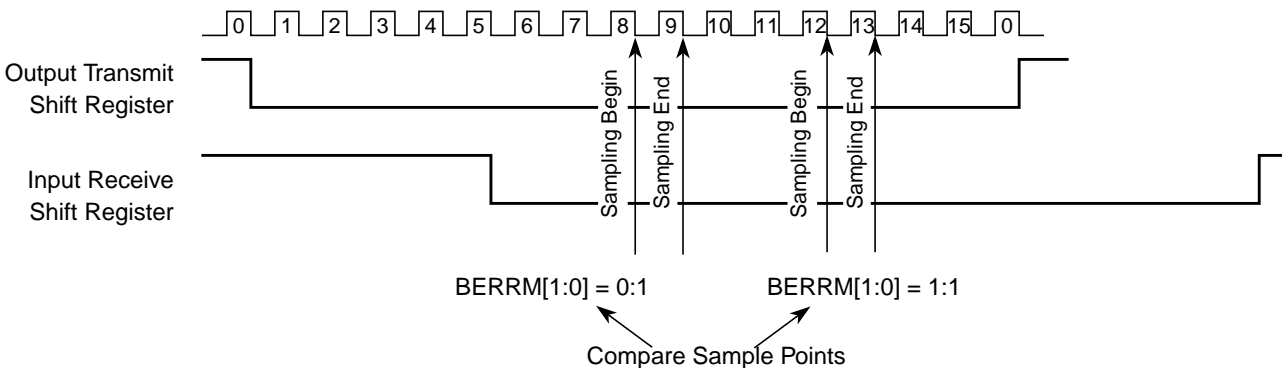 0 1 2 3 4 5 6 7 8 9 10 11 12 13 14 15 0
Output Transmit
Shift Register
Input Receive
Shift Register
Sampling Begin
Sampling End
Sampling Begin
Sampling End
BERRM[1:0] = 0:1
BERRM[1:0] = 1:1
Compare Sample Points